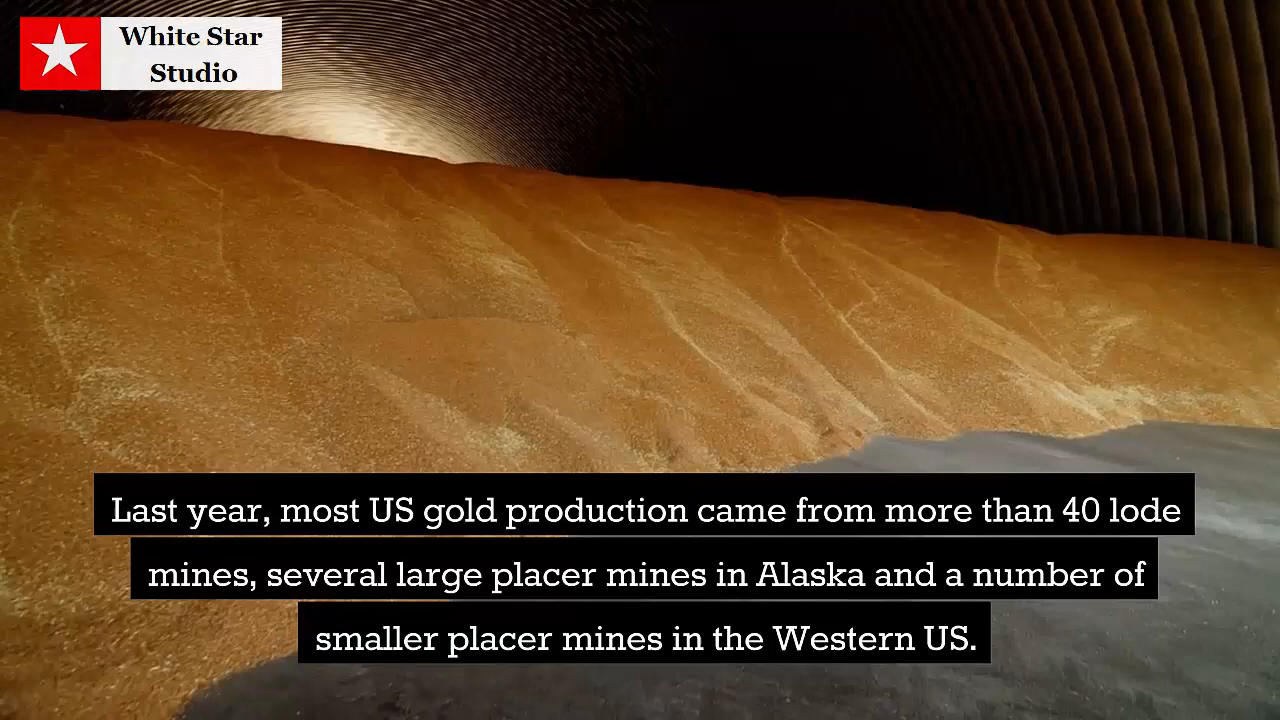 White Star
Studio
Last year, most US gold production came from more than 40 lode
mines, several large placer mines in Alaska and a number of
smaller placer mines in the Western US.